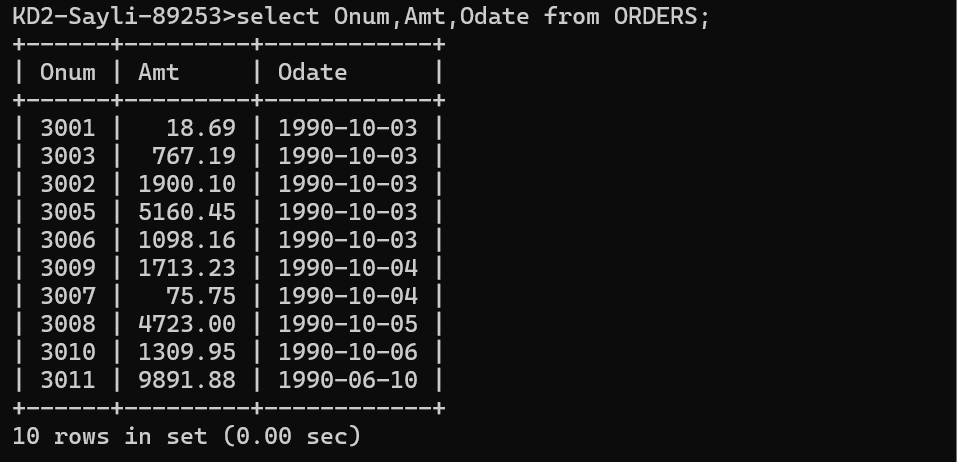 KD2-Sayli-89253>select Onum,Amt,Odate from ORDERS;
+------+---------+------------+
| Onum | Amt     | Odate      |
+------+---------+------------+
| 3001 |   18.69 | 1990-10-03 |
| 3003 |  767.19 | 1990-10-03 |
| 3002 | 1900.10 | 1990-10-03 |
| 3005 | 5160.45 | 1990-10-03 |
| 3006 | 1098.16 | 1990-10-03 |
| 3009 | 1713.23 | 1990-10-04 |
| 3007 |   75.75 | 1990-10-04 |
| 3008 | 4723.00 | 1990-10-05 |
| 3010 | 1309.95 | 1990-10-06 |
| 3011 | 9891.88 | 1990-06-10 |
+------+---------+------------+
10 rows in set (0.00 sec)